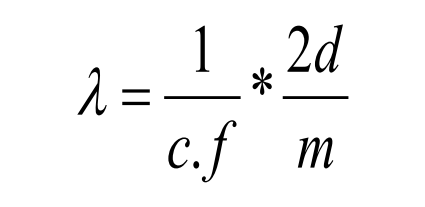 λ = 1/c.f * 2d/m